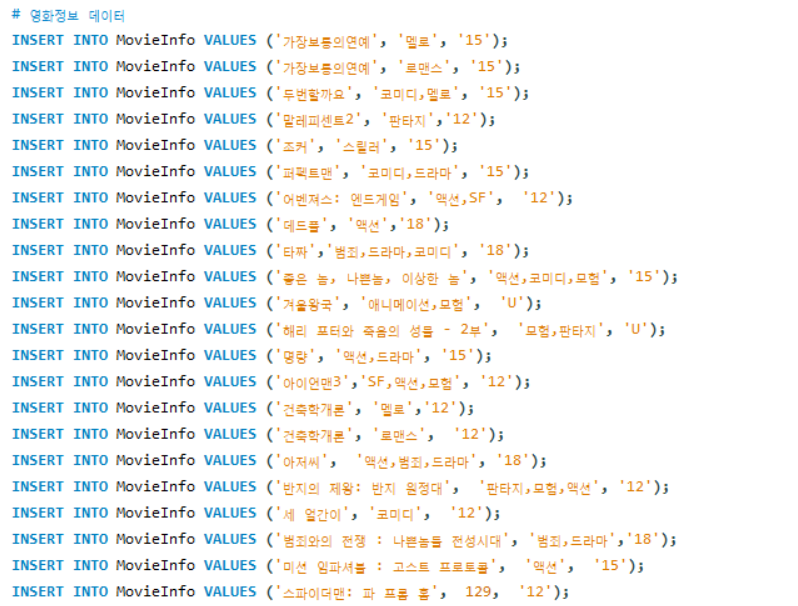 # 영화정보 데이터
INSERT INTO MovieInfo VALUES ('가장보통의연예', '멜로', '15');
INSERT INTO MovieInfo VALUES ('가장보통의연예', '로맨스', '15');
INSERT INTO MovieInfo VALUES ('두번할까요', '코미디,멜로', '15');
INSERT INTO MovieInfo VALUES ('말레피센트2', '판타지','12');
INSERT INTO MovieInfo VALUES ('조커', '스릴러', '15');
INSERT INTO MovieInfo VALUES ('퍼펙트맨', '코미디,드라마', '15');
INSERT INTO MovieInfo VALUES ('어벤져스: 엔드게임', '액션,SF', '12');
INSERT INTO MovieInfo VALUES ('데드풀', '액션','18');
INSERT INTO MovieInfo VALUES ('타짜','범죄,드라마,코미디', '18');
INSERT INTO MovieInfo VALUES ('좋은 놈, 나쁜놈, 이상한 놈', '액션,코미디,모험', '15');
INSERT INTO MovieInfo VALUES ('겨울왕국', '애니메이션,모험', 'U');
INSERT INTO MovieInfo VALUES ('해리 포터와 죽음의 성물 - 2부', '모험,판타지', 'U');
INSERT INTO MovieInfo VALUES ('명량', '액션,드라마', '15');
INSERT INTO MovieInfo VALUES ('아이언맨3','SF,액션,모험', '12');
INSERT INTO MovieInfo VALUES ('건축학개론', '멜로','12');
INSERT INTO MovieInfo VALUES ('건축학개론', '로맨스', '12');
INSERT INTO MovieInfo VALUES ('아저씨', '액션,범죄,드라마', '18');
INSERT INTO MovieInfo VALUES ('반지의 제왕: 반지 원정대', '판타지,모험,액션', '12');
INSERT INTO MovieInfo VALUES ('세 얼간이', '코미디', '12');
INSERT INTO MovieInfo VALUES ('범죄와의 전쟁 : 나쁜놈들 전성시대', '범죄,드라마','18');
INSERT INTO MovieInfo VALUES ('미션 임파셔블 : 고스트 프로토콜', '액션', '15');
INSERT INTO MovieInfo VALUES ('스파이더맨: 파 프롬 홈', 129, '12');